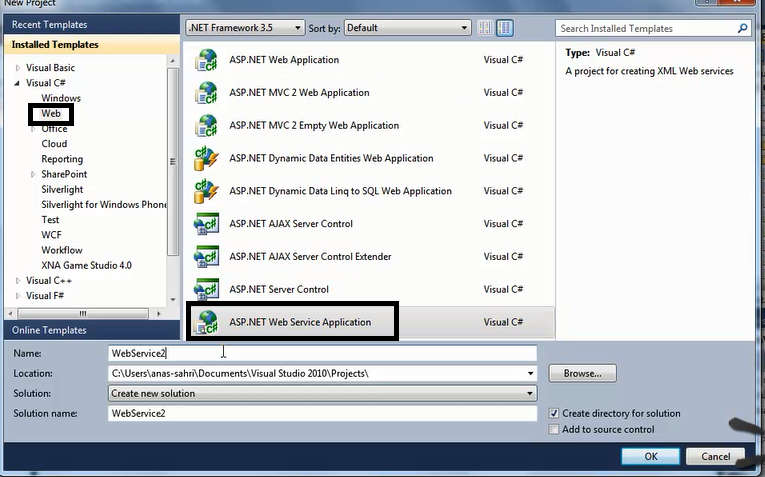 New Project
Recent Templates
Installed Templates
Visual Basic
Visual C#
Windows
Web
Office
Cloud
Reporting
SharePoint
Silverlight
Silverlight for Windows Phone
Test
WCF
Workflow
XNA Game Studio 4.0
Visual C++
Visual F#
Online Templates
.NET Framework 3.5
Sort by: Default
ASP.NET Web Application Visual C#
ASP.NET MVC 2 Web Application Visual C#
ASP.NET MVC 2 Empty Web Application Visual C#
ASP.NET Dynamic Data Entities Web Application Visual C#
ASP.NET Dynamic Data Linq to SQL Web Application Visual C#
ASP.NET AJAX Server Control Visual C#
ASP.NET AJAX Server Control Extender Visual C#
ASP.NET Server Control Visual C#
ASP.NET Web Service Application Visual C#
Search Installed Templates
Type: Visual C#
A project for creating XML Web services
Name: WebService2
Location: C:\Users\anas-sahri\Documents\Visual Studio 2010\Projects\ Browse...
Solution: Create new solution
Solution name: WebService2
Create directory for solution
Add to source control
OK Cancel